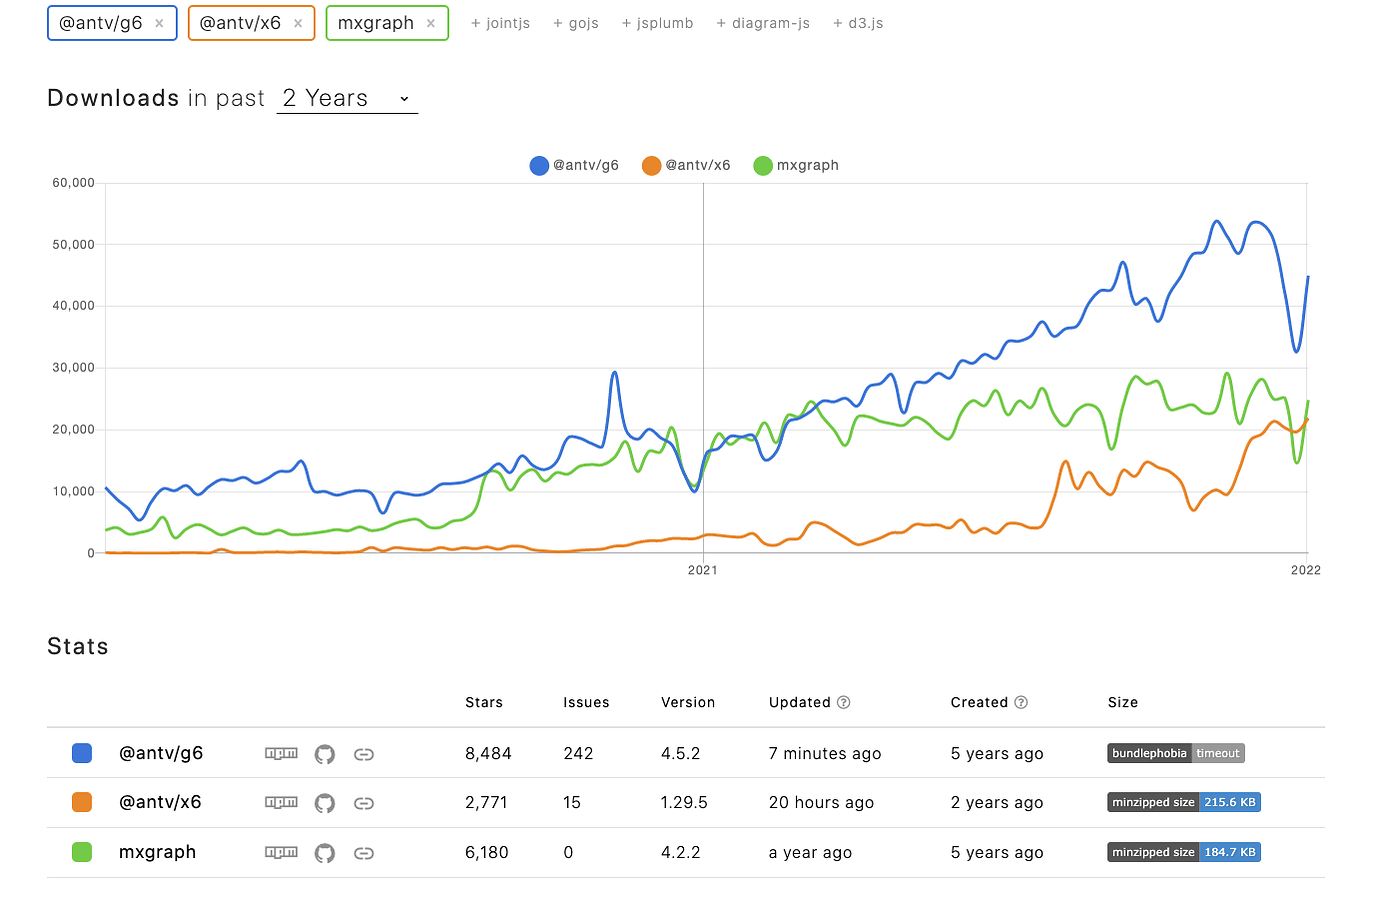 @antv/g6 × @antv/x6 × mxgraph × + jointjs + gojs + jsplumb + diagram-js + d3.js
Downloads in past 2 Years
@antv/g6 @antv/x6 mxgraph
60,000
50,000
40,000
30,000
20,000
10,000
0
2021 2022
Stats
Stars Issues Version Updated ? Created ? Size
@antv/g6 npm 8,484 242 4.5.2 7 minutes ago 5 years ago bundlephobia timeout
@antv/x6 npm 2,771 15 1.29.5 20 hours ago 2 years ago minzipped size 215.6 KB
mxgraph npm 6,180 0 4.2.2 a year ago 5 years ago minzipped size 184.7 KB